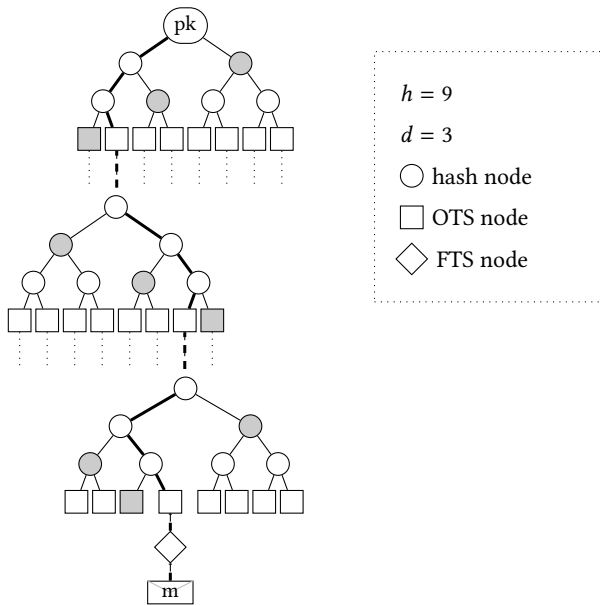 pk
h = 9
d = 3
hash node
OTS node
FTS node
m